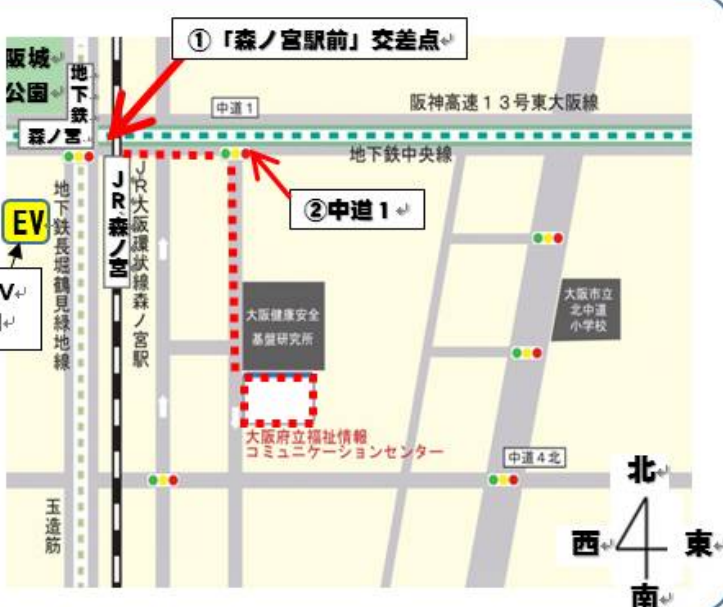 ①「森ノ宮駅前」交差点
阪城
公園
地下鉄
森ノ宮
中道1
阪神高速13号東大阪線
地下鉄中央線
②中道1
JR森ノ宮
JR大阪環状線森ノ宮駅
地下鉄長堀鶴見緑地線
EV
V
大阪健康安全
基盤研究所
大阪市立
北中道
小学校
大阪府立福祉情報
コミュニケーションセンター
中道4北
玉造筋
北
西
東
南